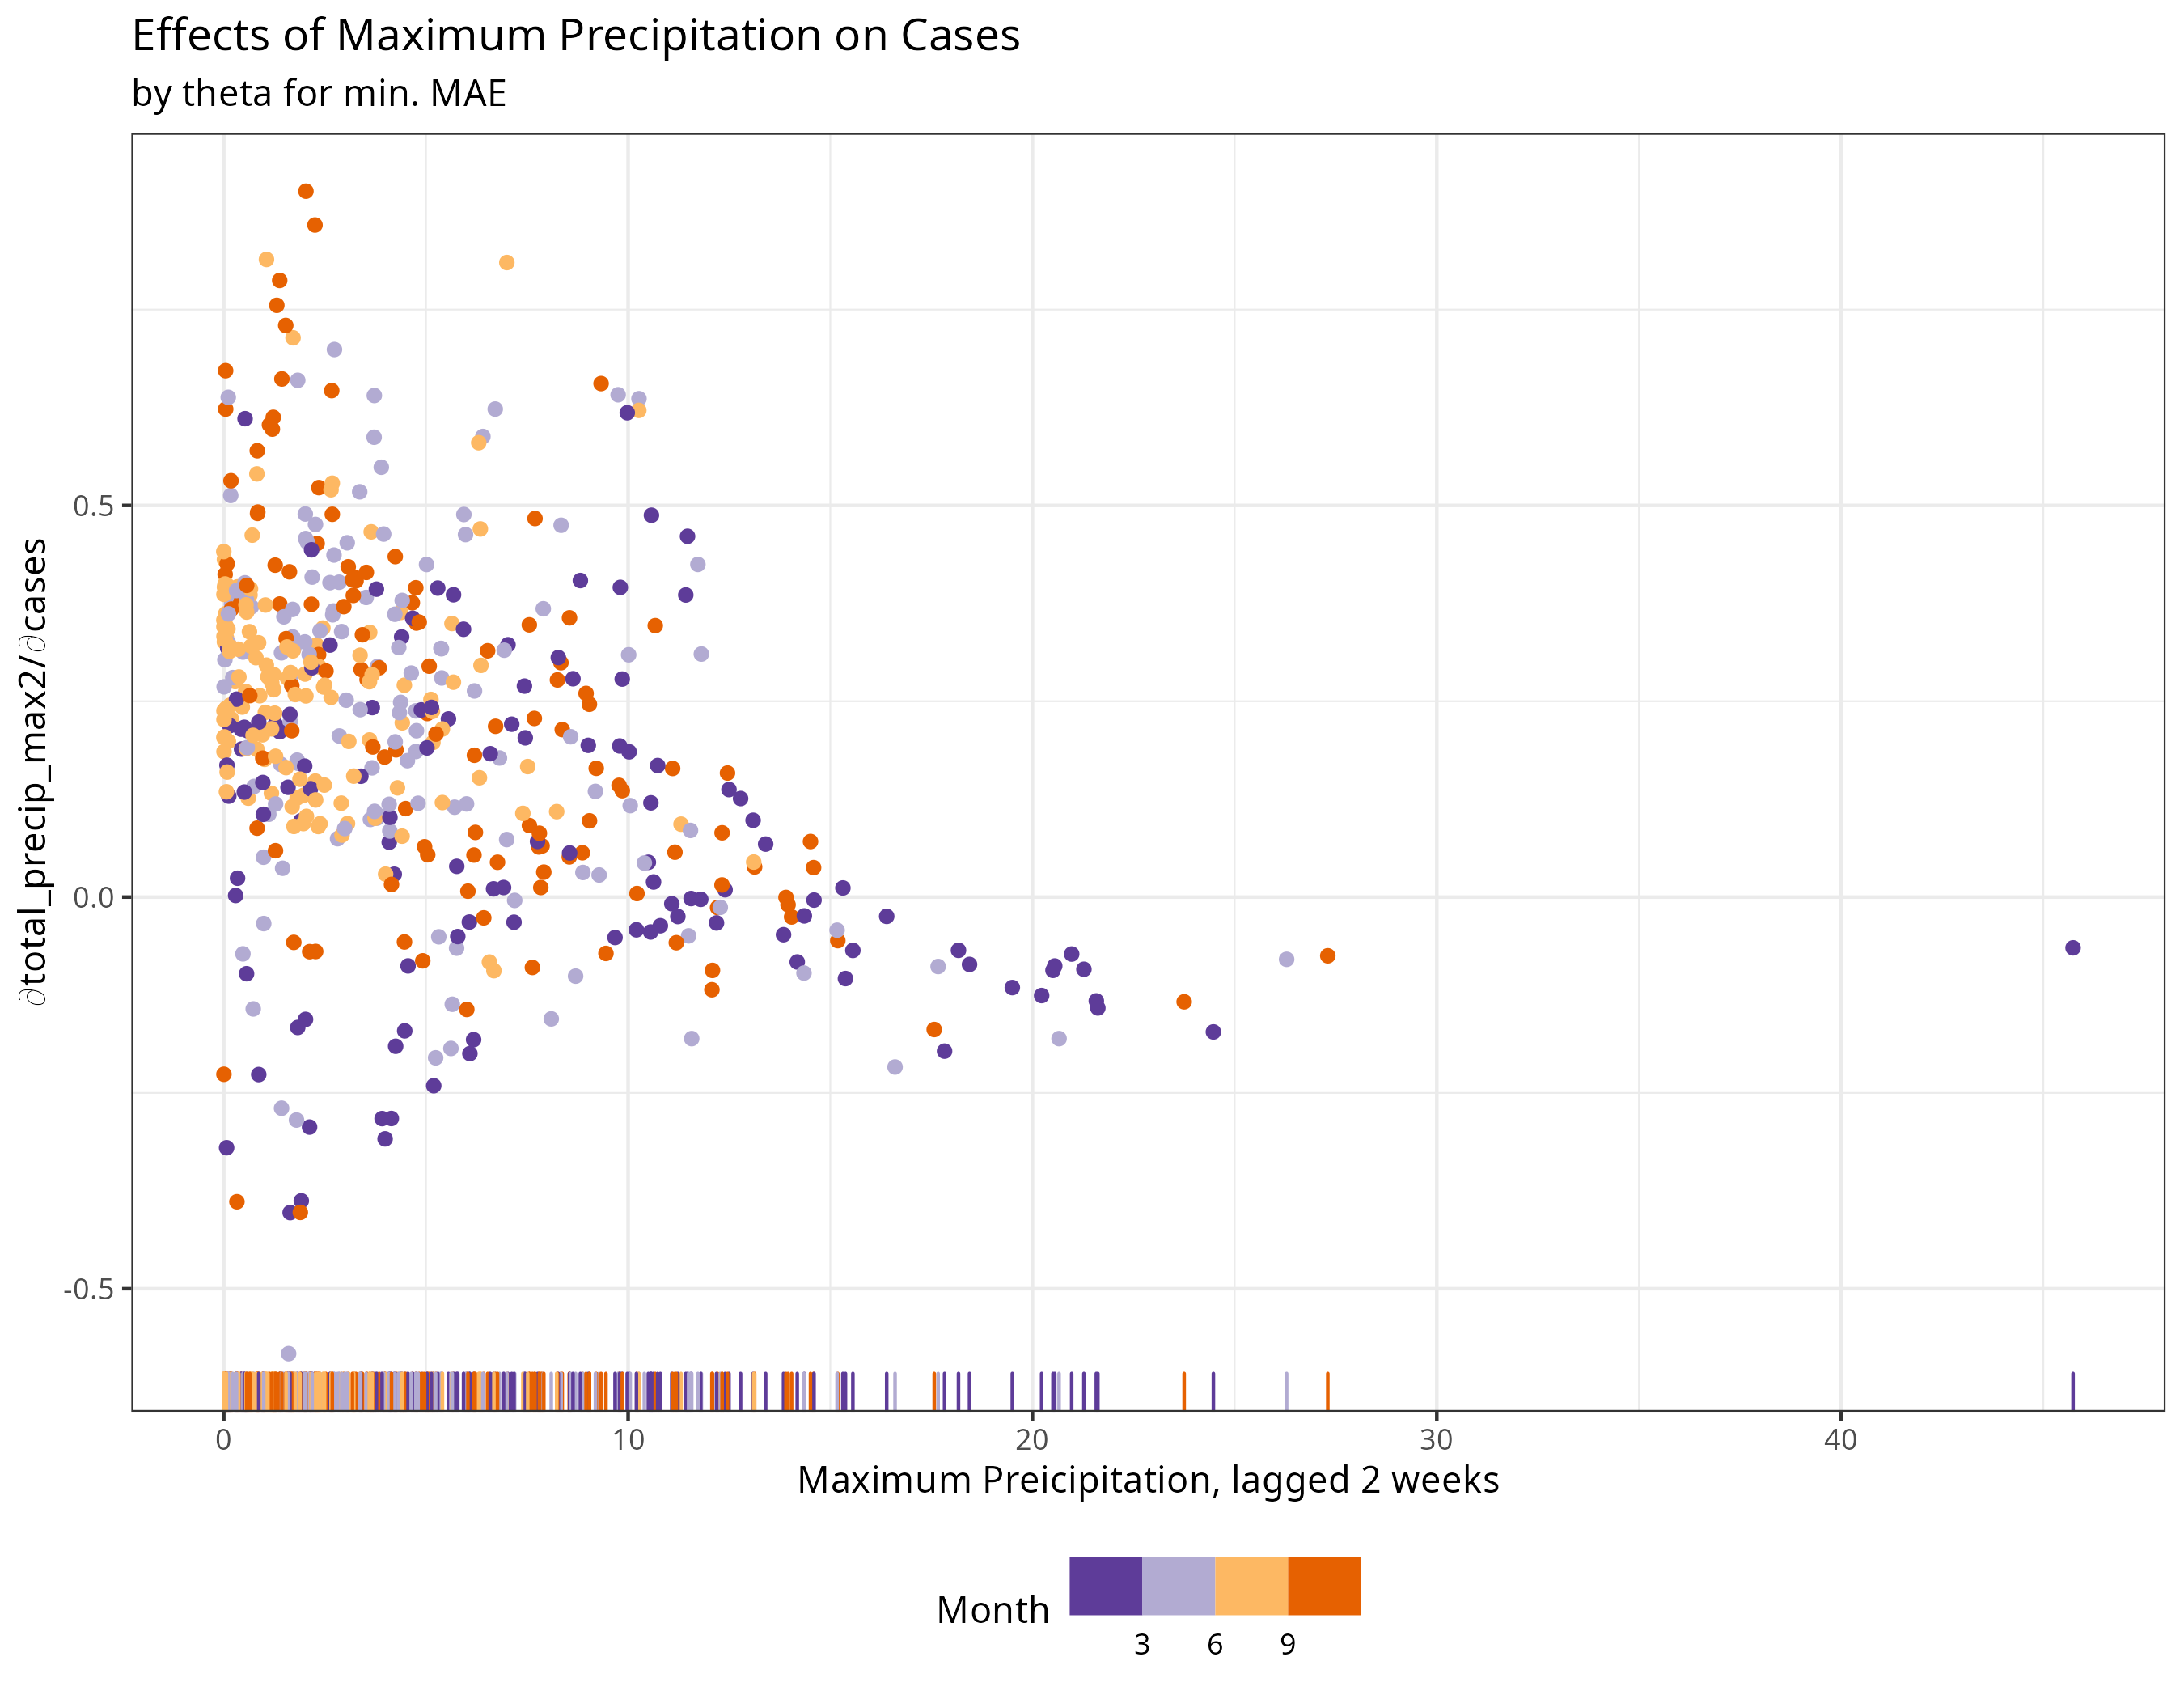 Effects of Maximum Precipitation on Cases
by theta for min. MAE
∂total_precip_max2/∂cases
0.5
0.0
-0.5
0 10 20 30 40
Maximum Preicipitation, lagged 2 weeks
Month
3 6 9